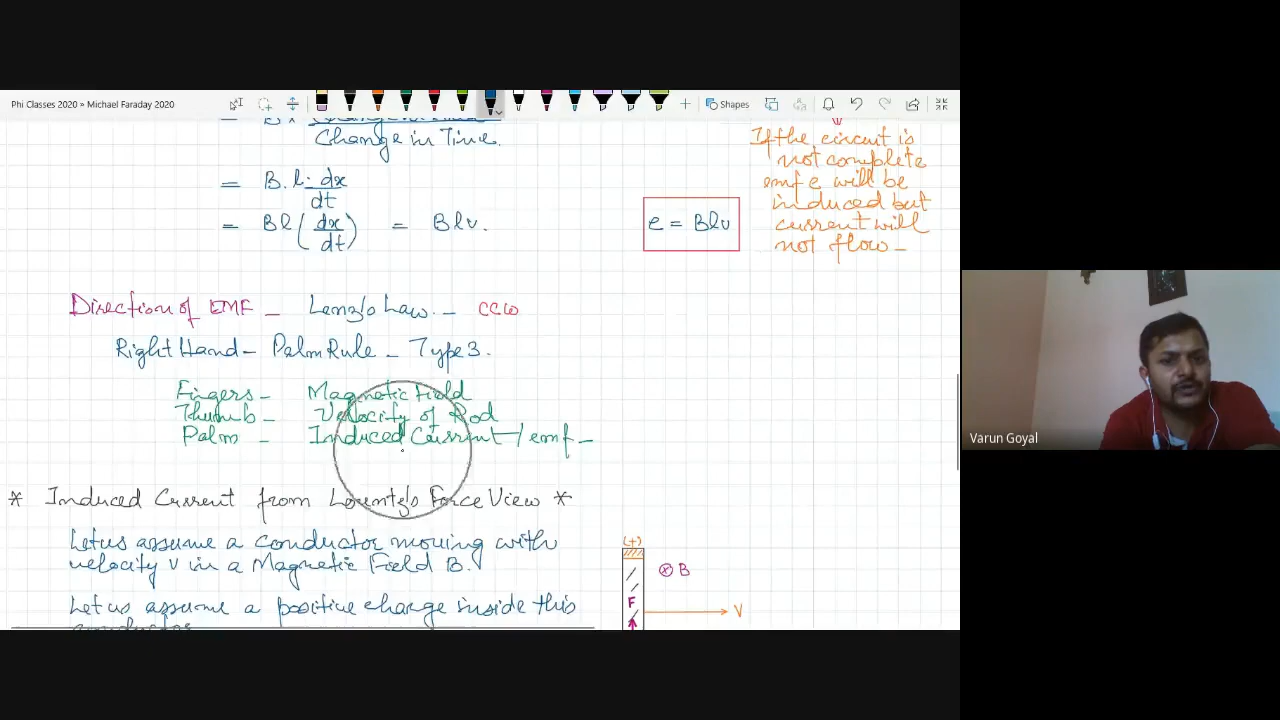 Phi Classes 2020 » Michael Faraday 2020
Shapes
Change in Time.
= B. l. dx
dt
= Bl (dx
dt) = Blv.
e = Blv
If the circuit is
not complete
emf e will be
induced but
current will
not flow -
Direction of EMF - Lenz's Law. - CCW
Right Hand - Palm Rule - Type 3.
Fingers - Magnetic Field
Thumb - Velocity of Rod
Palm - Induced Current / emf -
* Induced Current from Lorentz's Force View *
Let us assume a conductor moving with
velocity v in a Magnetic Field B.
Let us assume a positive charge inside this
conductor
(+)
⊗ B
F
V
Varun Goyal